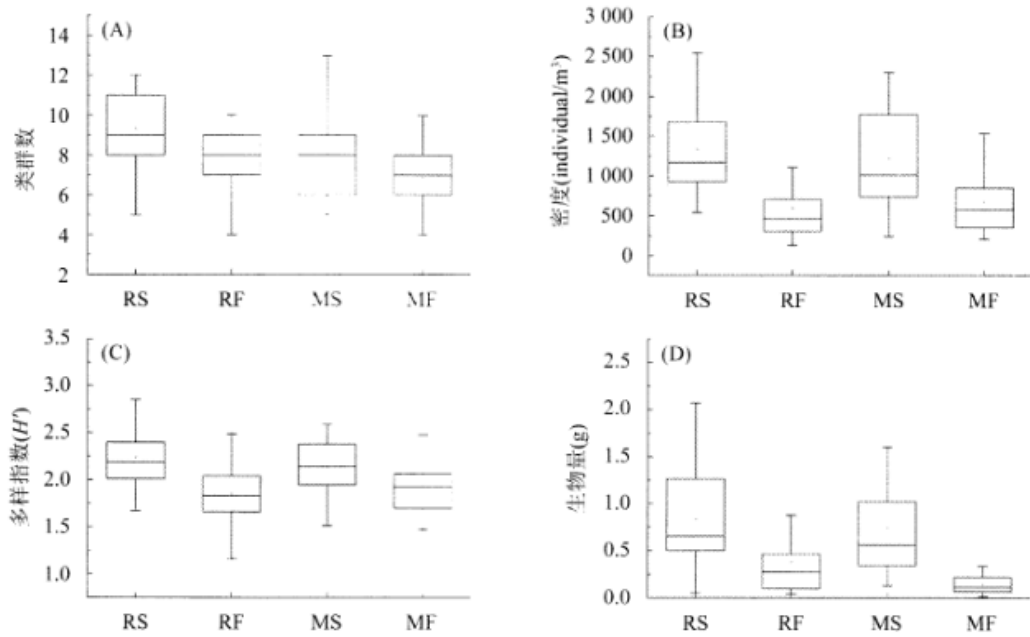 (A)
类群数
14
12
10
8
6
4
2
RS RF MS MF
(B)
密度(individual/m³)
3 000
2 500
2 000
1 500
1 000
500
0
RS RF MS MF
(C)
多样指数(H')
3.5
3.0
2.5
2.0
1.5
1.0
RS RF MS MF
(D)
生物量(g)
2.5
2.0
1.5
1.0
0.5
0.0
RS RF MS MF